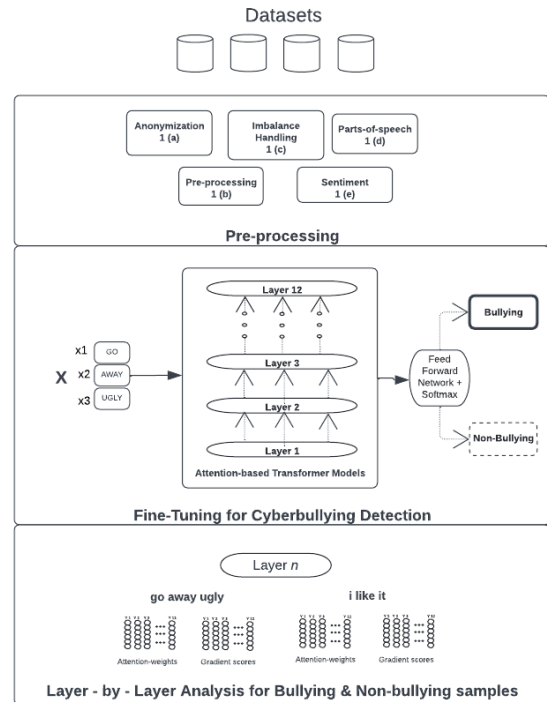 Datasets
Anonymization
1 (a)
Imbalance
Handling
1 (c)
Parts-of-speech
1 (d)
Pre-processing
1 (b)
Sentiment
1 (e)
Pre-processing
X
x1 GO
x2 AWAY
x3 UGLY
Layer 12
Layer 3
Layer 2
Layer 1
Attention-based Transformer Models
Feed
Forward
Network +
Softmax
Bullying
Non-Bullying
Fine-Tuning for Cyberbullying Detection
Layer n
go away ugly
i like it
Attention-weights
Gradient scores
Attention-weights
Gradient scores
Layer - by - Layer Analysis for Bullying & Non-bullying samples